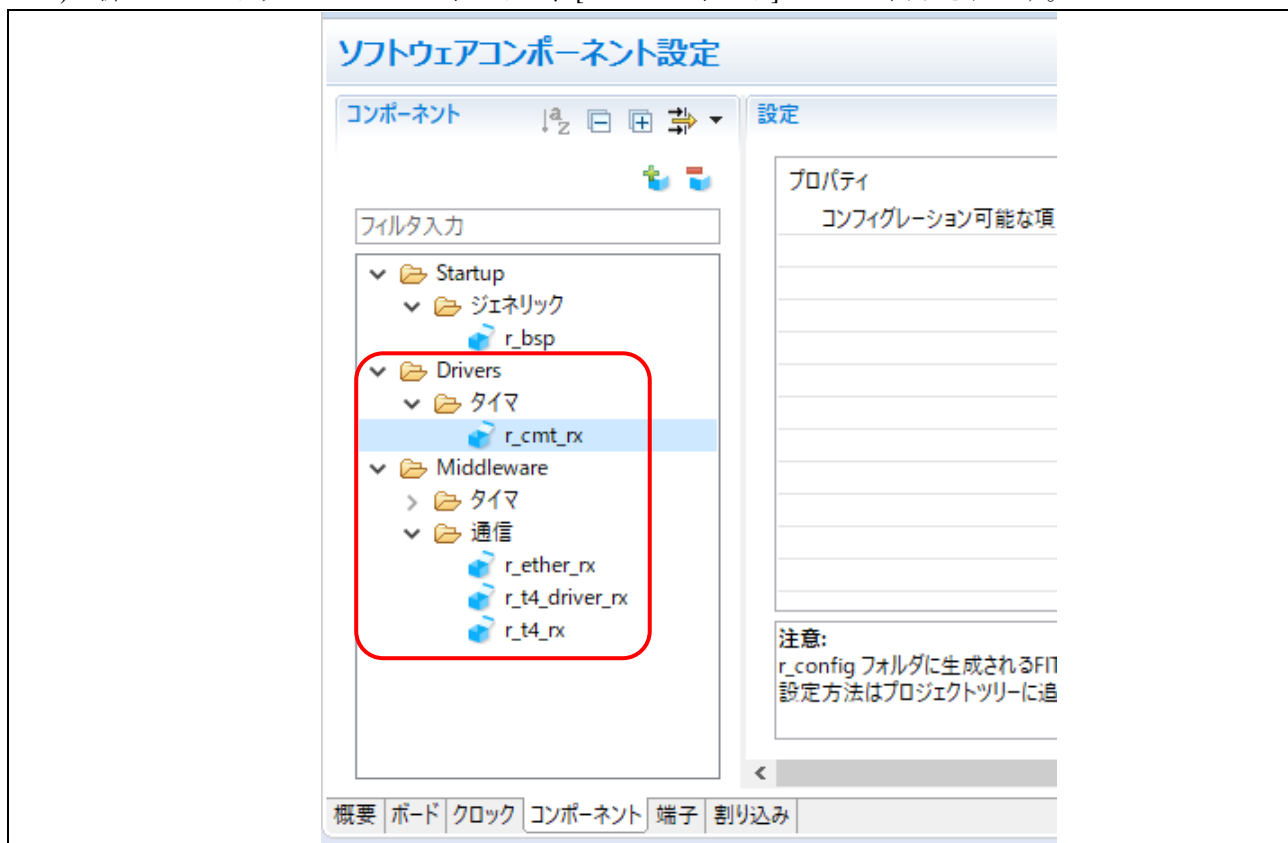 ソフトウェアコンポーネント設定
コンポーネント
設定
プロパティ
コンフィグレーション可能な項
フィルタ入力
Startup
ジェネリック
r_bsp
Drivers
タイマ
r_cmt_rx
Middleware
タイマ
通信
r_ether_rx
r_t4_driver_rx
r_t4_rx
注意:
r_config フォルダに生成されるFIT
設定方法はプロジェクトツリーに追
概要 ボード クロック コンポーネント 端子 割り込み